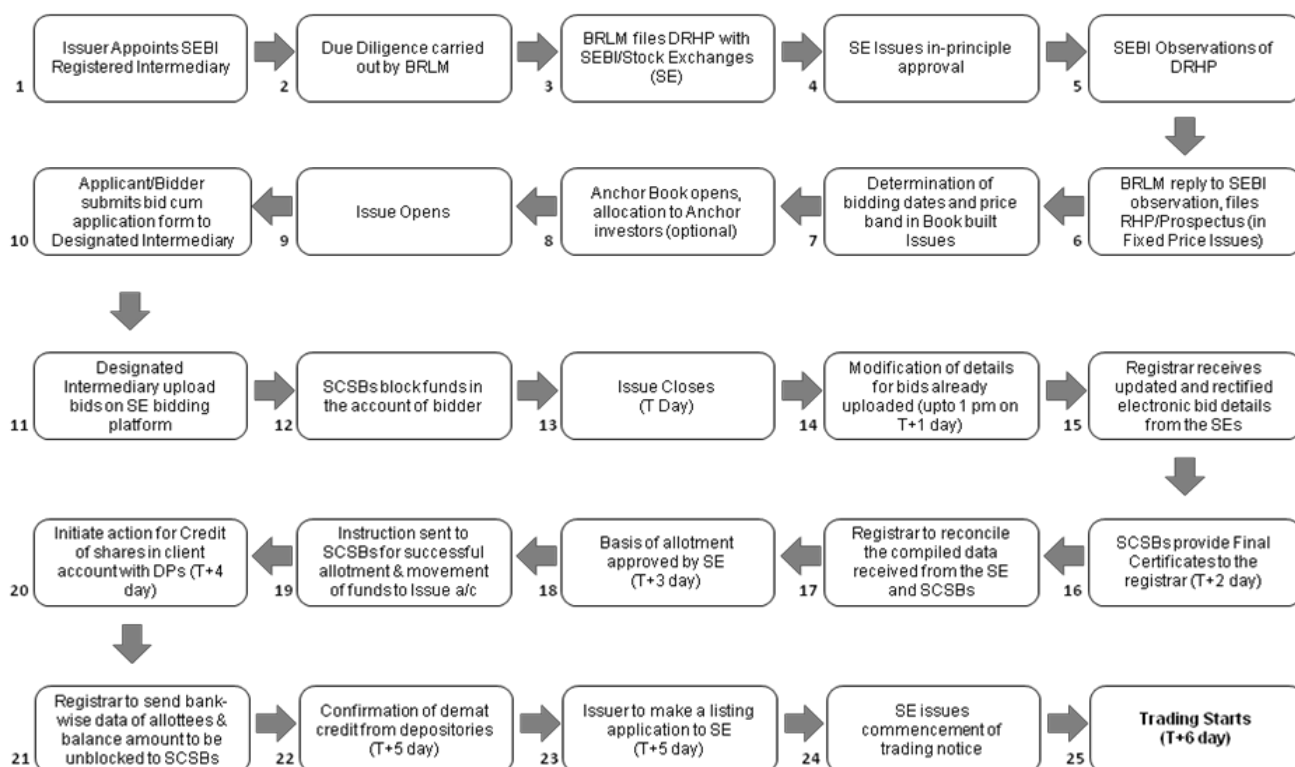 Issuer Appoints SEBI
Registered Intermediary
1
Due Diligence carried
out by BRLM
2
BRLM files DRHP with
SEBI/Stock Exchanges
(SE)
3
SE Issues in-principle
approval
4
SEBI Observations of
DRHP
5
BRLM reply to SEBI
observation, files
RHP/Prospectus (in
Fixed Price Issues)
6
Determination of
bidding dates and price
band in Book built
Issues
7
Anchor Book opens,
allocation to Anchor
investors (optional)
8
Issue Opens
9
Applicant/Bidder
submits bid cum
application form to
Designated Intermediary
10
Designated
Intermediary upload
bids on SE bidding
platform
11
SCSBs block funds in
the account of bidder
12
Issue Closes
(T Day)
13
Modification of details
for bids already
uploaded (upto 1 pm on
T+1 day)
14
Registrar receives
updated and rectified
electronic bid details
from the SEs
15
SCSBs provide Final
Certificates to the
registrar (T+2 day)
16
Registrar to reconcile
the compiled data
received from the SE
and SCSBs
17
Basis of allotment
approved by SE
(T+3 day)
18
Instruction sent to
SCSBs for successful
allotment & movement
of funds to Issue a/c
19
Initiate action for Credit
of shares in client
account with DPs (T+4
day)
20
Registrar to send bank-
wise data of allottees &
balance amount to be
unblocked to SCSBs
21
Confirmation of demat
credit from depositories
(T+5 day)
22
Issuer to make a listing
application to SE
(T+5 day)
23
SE issues
commencement of
trading notice
24
Trading Starts
(T+6 day)
25